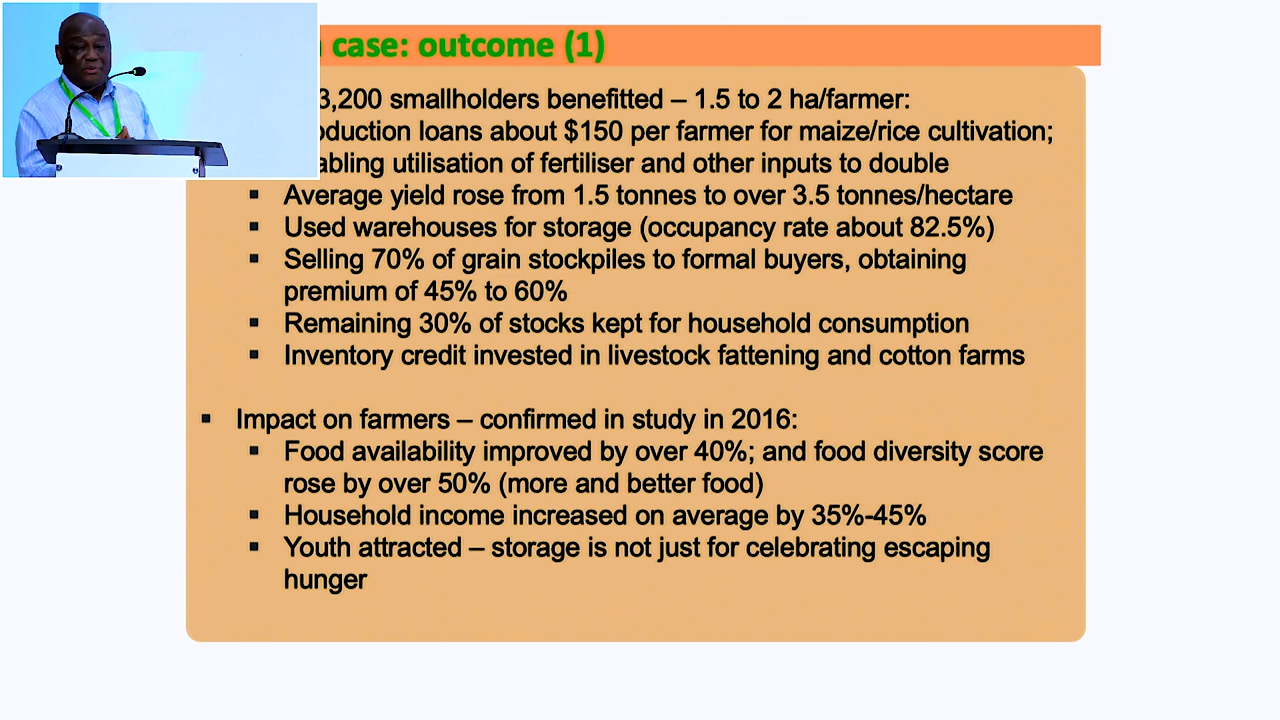 case: outcome (1)
3,200 smallholders benefitted – 1.5 to 2 ha/farmer:
loans about $150 per farmer for maize/rice cultivation;
utilisation of fertiliser and other inputs to double
▪ Average yield rose from 1.5 tonnes to over 3.5 tonnes/hectare
▪ Used warehouses for storage (occupancy rate about 82.5%)
▪ Selling 70% of grain stockpiles to formal buyers, obtaining
premium of 45% to 60%
▪ Remaining 30% of stocks kept for household consumption
▪ Inventory credit invested in livestock fattening and cotton farms
▪ Impact on farmers – confirmed in study in 2016:
▪ Food availability improved by over 40%; and food diversity score
rose by over 50% (more and better food)
▪ Household income increased on average by 35%-45%
▪ Youth attracted – storage is not just for celebrating escaping
hunger